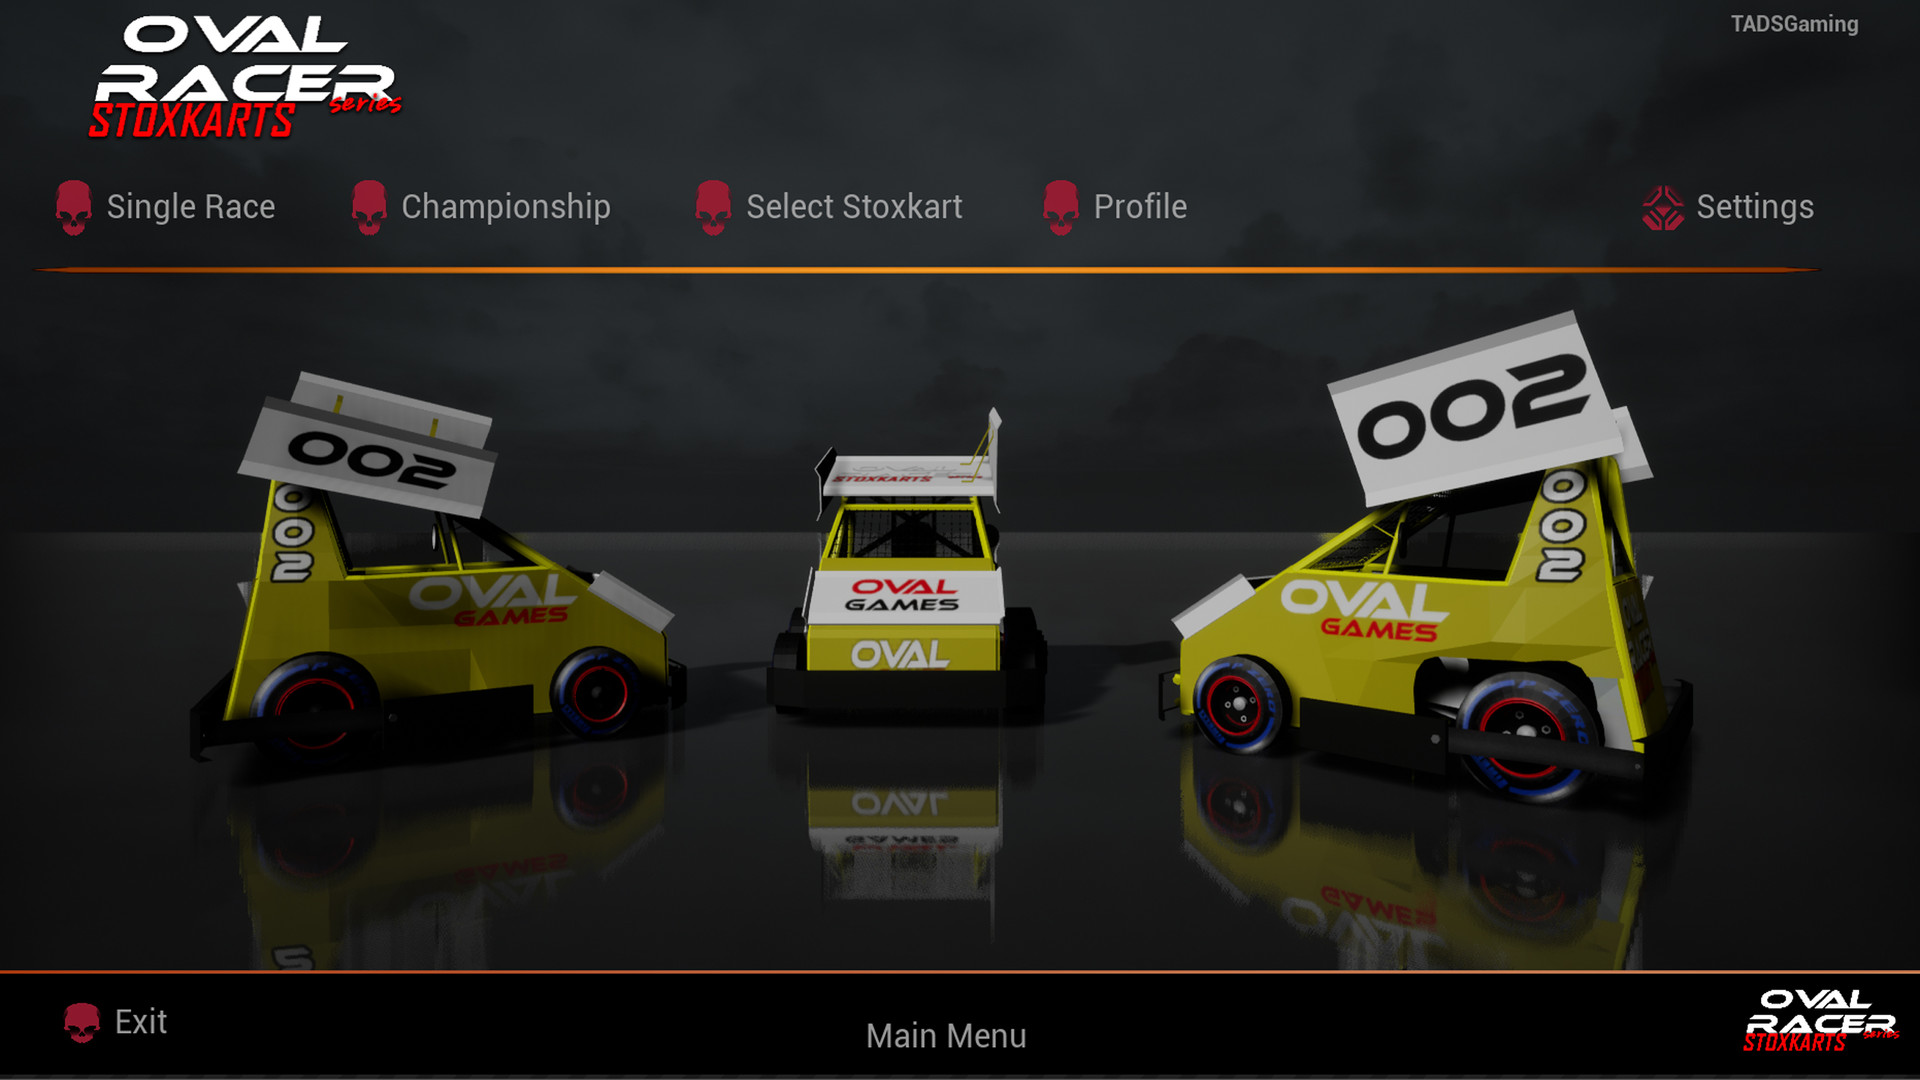 OVAL
RACER
STOXKARTS series
TADSGaming
Single Race
Championship
Select Stoxkart
Profile
Settings
002
002
OVAL
GAMES
STOXKARTS
OVAL
GAMES
OVAL
002
002
OVAL
GAMES
Exit
Main Menu
OVAL
RACER
STOXKARTS series